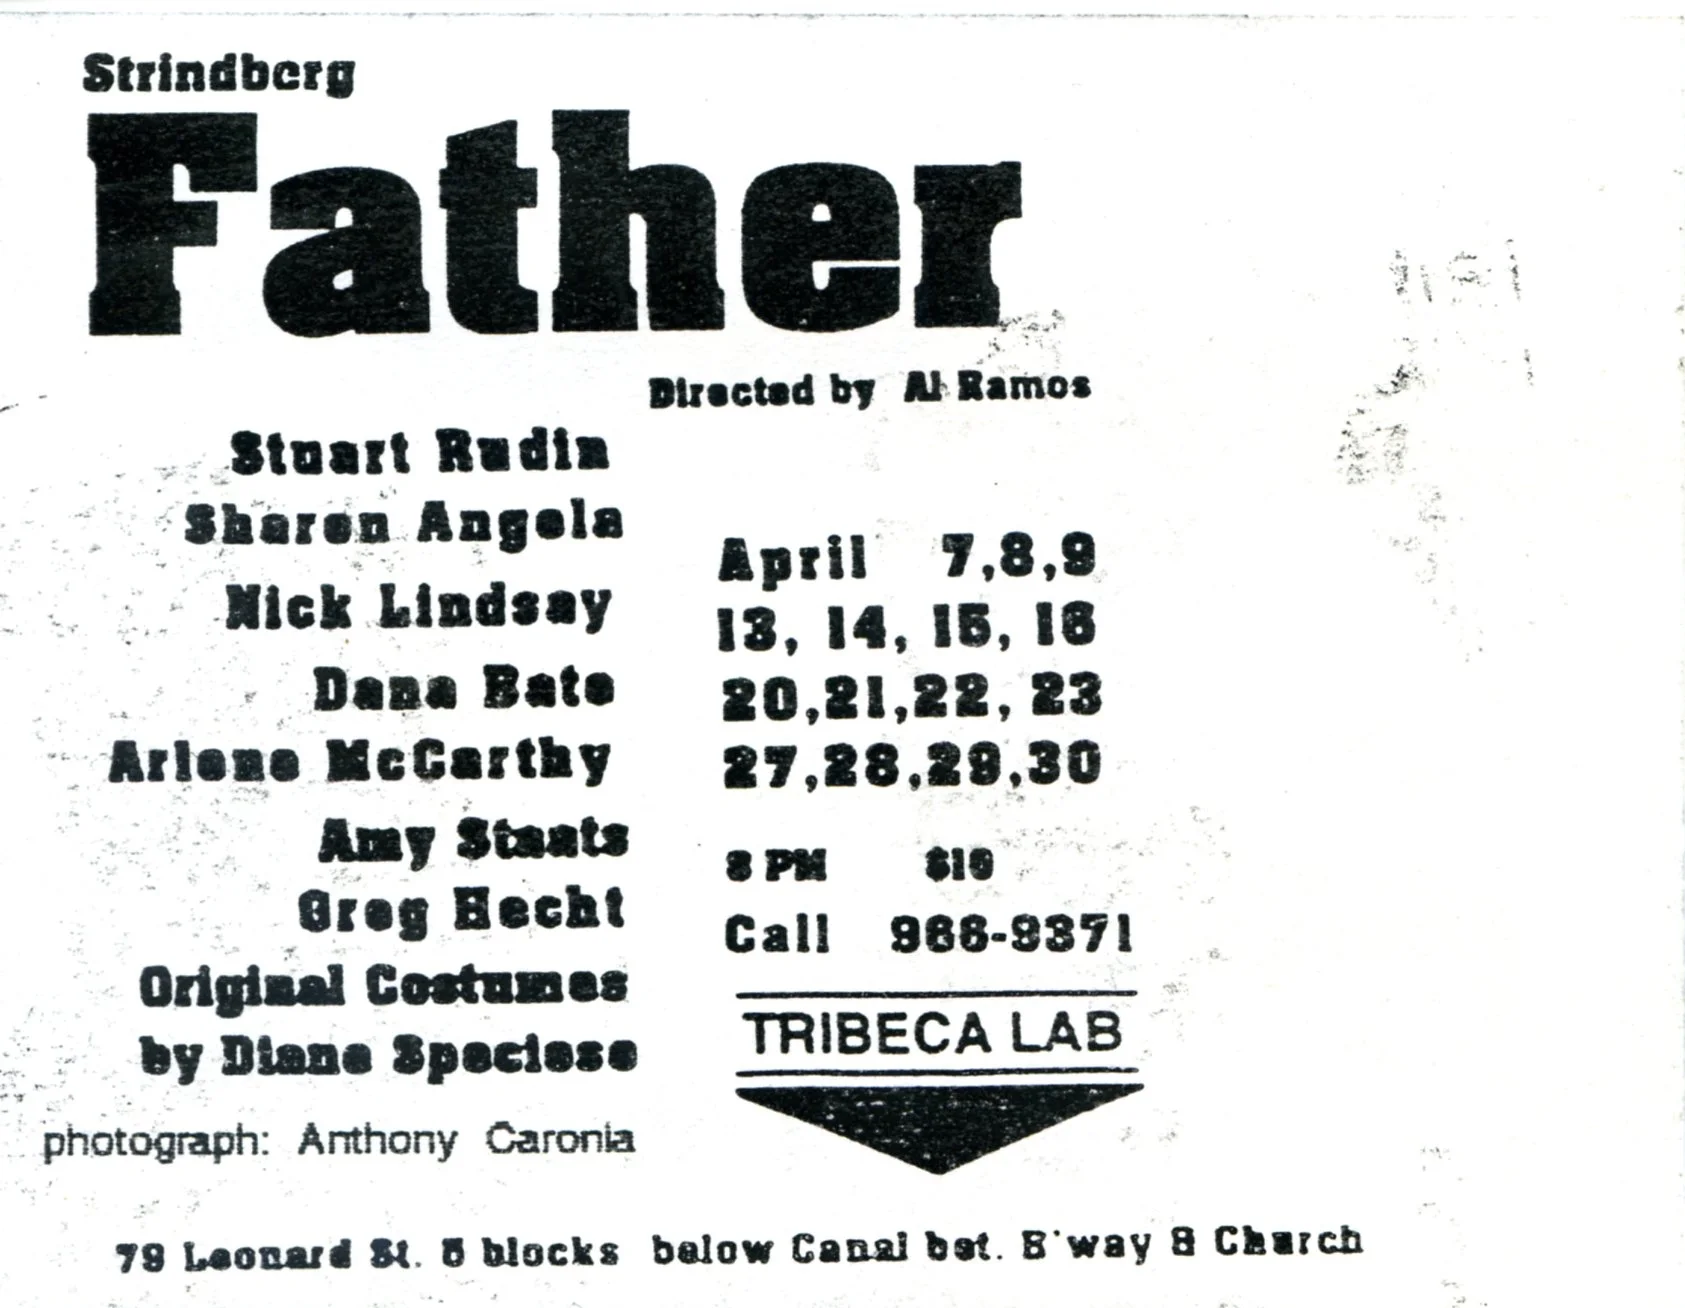 Strindberg
Father
Directed by Al Ramos
Stuart Rudin
Sharon Angela
Nick Lindsay
Dana Bate
Arlene McCarthy
Amy Staats
Greg Hecht
Original Costumes
by Diane Specioso
photograph: Anthony Caronia
April 7,8,9
13, 14, 15, 16
20,21,22, 23
27,28,29,30
8 PM $10
Call 966-9371
TRIBECA LAB
79 Leonard St. 5 blocks below Canal bet. B'way & Church